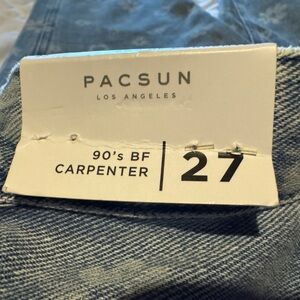 PACSUN
LOS ANGELES
90's BF
CARPENTER
27